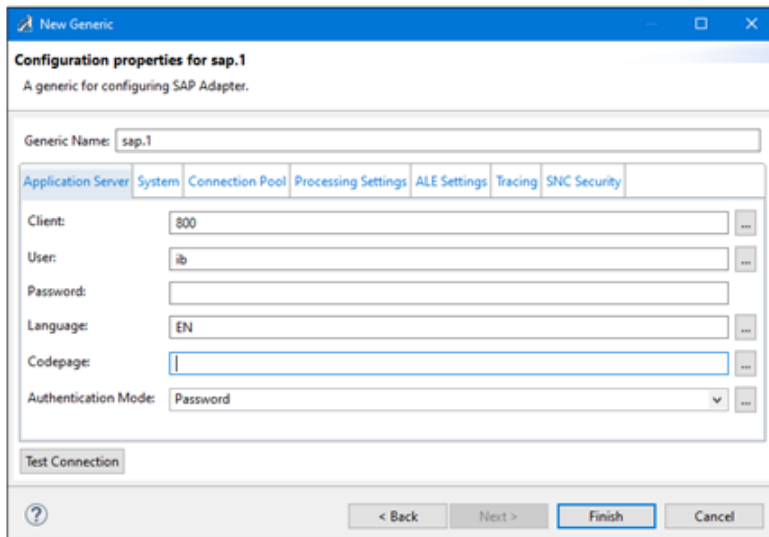 New Generic
Configuration properties for sap.1
A generic for configuring SAP Adapter.
Generic Name: sap.1
Application Server System Connection Pool Processing Settings ALE Settings Tracing SNC Security
Client: 800 ...
User: ib ...
Password:
Language: EN ...
Codepage: ...
Authentication Mode: Password ...
Test Connection
? < Back Next > Finish Cancel